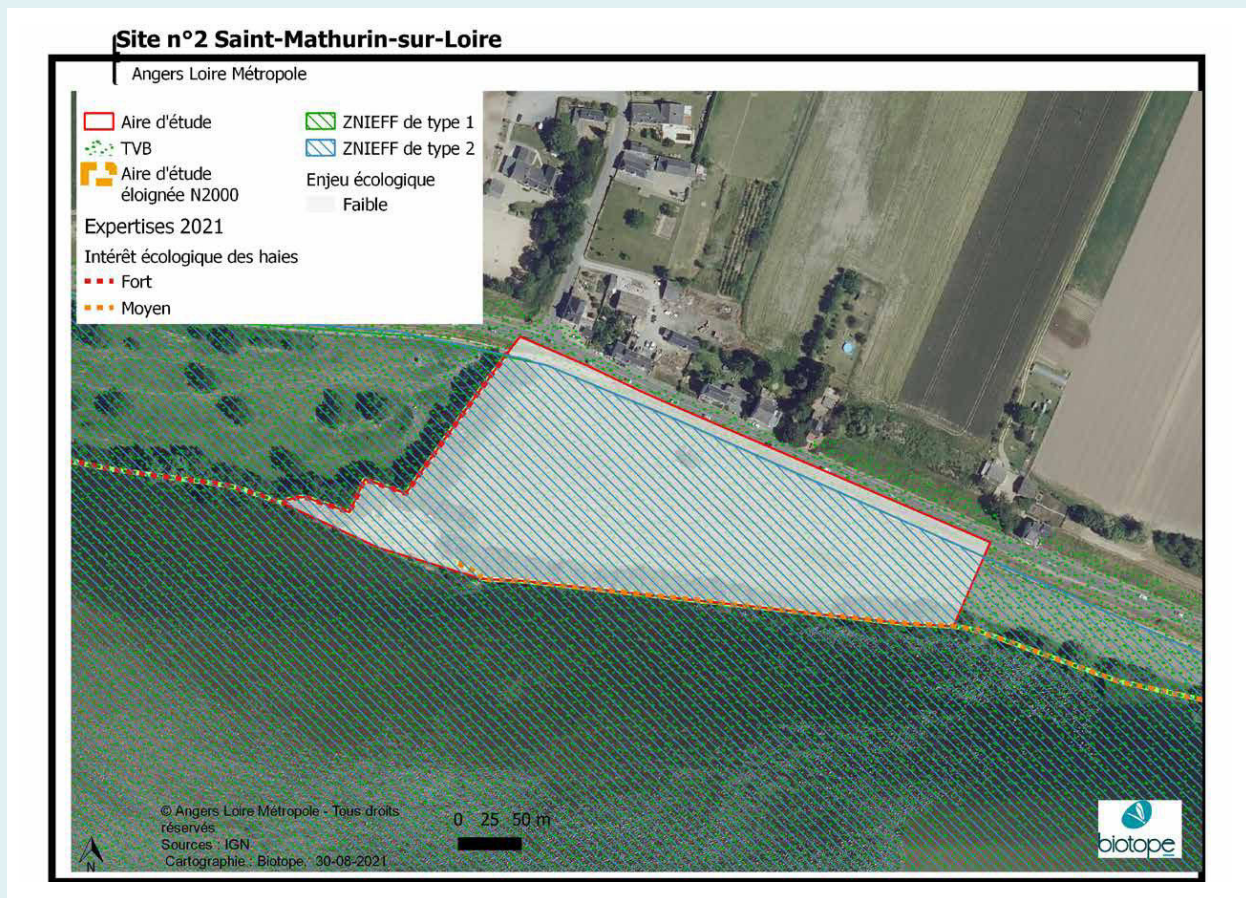 Site n°2 Saint-Mathurin-sur-Loire
Angers Loire Métropole
Aire d'étude
TVB
Aire d'étude
éloignée N2000
Expertises 2021
Intérêt écologique des haies
Fort
Moyen
ZNIEFF de type 1
ZNIEFF de type 2
Enjeu écologique
Faible
© Angers Loire Métropole - Tous droits
réservés
Sources : IGN
Cartographie : Biotope, 30-08-2021
0 25 50 m
N
biotope